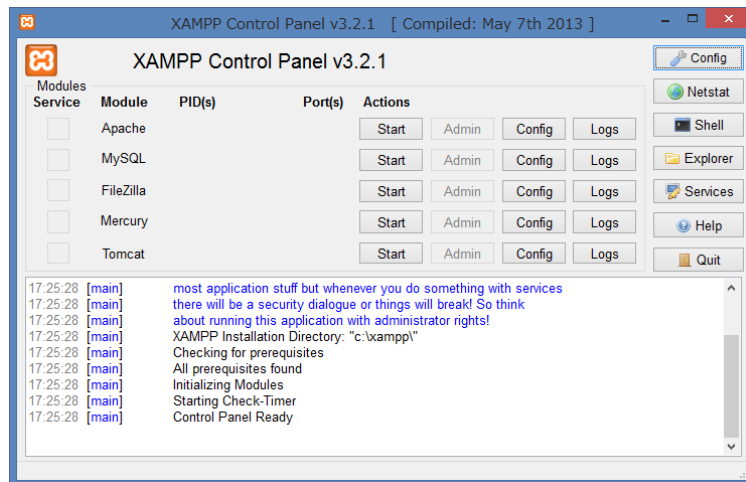 XAMPP Control Panel v3.2.1 [ Compiled: May 7th 2013 ]
XAMPP Control Panel v3.2.1
Config
Modules
Service Module PID(s) Port(s) Actions
Netstat
Apache Start Admin Config Logs
Shell
MySQL Start Admin Config Logs
Explorer
FileZilla Start Admin Config Logs
Services
Mercury Start Admin Config Logs
Help
Tomcat Start Admin Config Logs
Quit
17:25:28 [main] most application stuff but whenever you do something with services
17:25:28 [main] there will be a security dialogue or things will break! So think
17:25:28 [main] about running this application with administrator rights!
17:25:28 [main] XAMPP Installation Directory: "c:\xampp\"
17:25:28 [main] Checking for prerequisites
17:25:28 [main] All prerequisites found
17:25:28 [main] Initializing Modules
17:25:28 [main] Starting Check-Timer
17:25:28 [main] Control Panel Ready